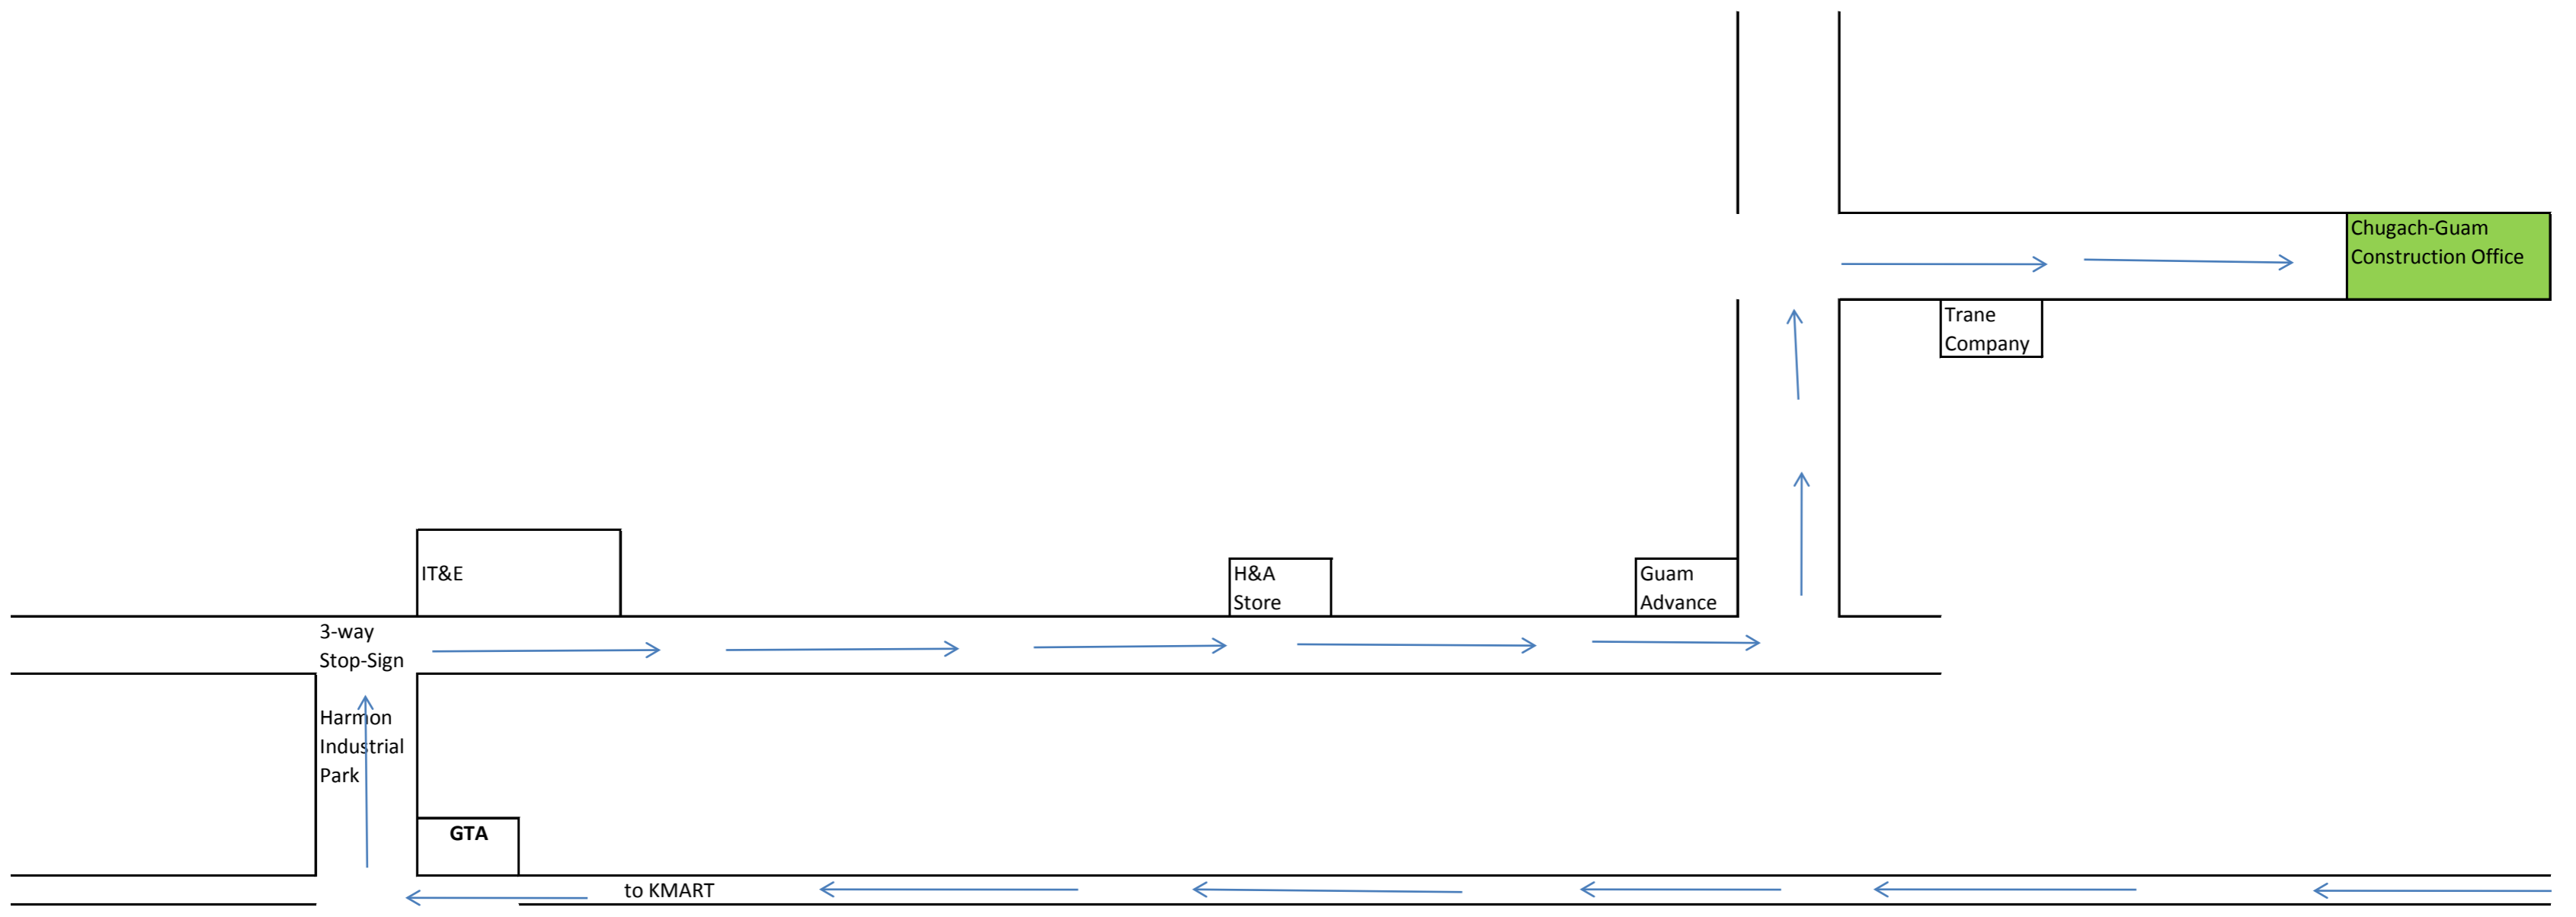 Chugach-Guam
Construction Office
Trane
Company
IT&E
H&A
Store
Guam
Advance
3-way
Stop-Sign
Harmon
Industrial
Park
GTA
to KMART